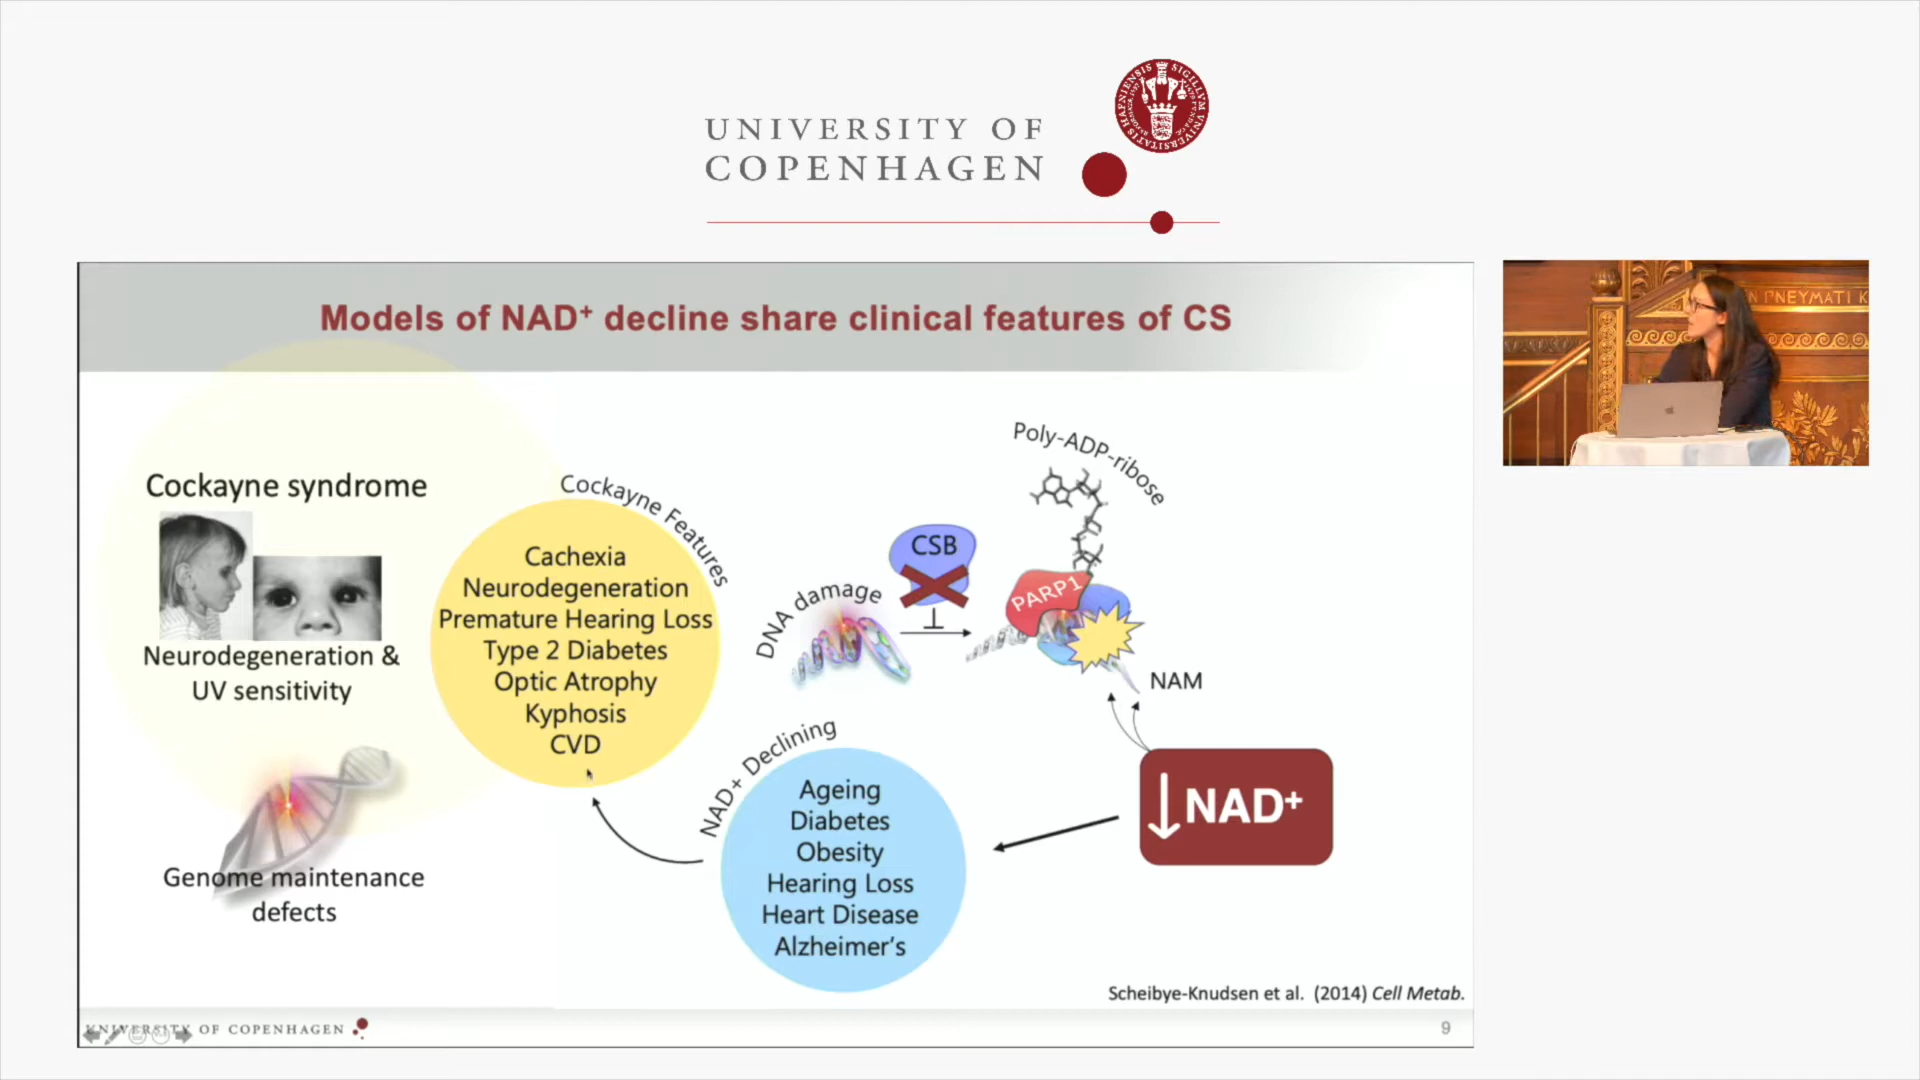 UNIVERSITY OF
COPENHAGEN
Models of NAD⁺ decline share clinical features of CS
Cockayne syndrome
Neurodegeneration &
UV sensitivity
Genome maintenance
defects
Cockayne Features
Cachexia
Neurodegeneration
Premature Hearing Loss
Type 2 Diabetes
Optic Atrophy
Kyphosis
CVD
DNA damage
CSB
Poly-ADP-ribose
PARP1
NAM
↓NAD⁺
NAD+ Declining
Ageing
Diabetes
Obesity
Hearing Loss
Heart Disease
Alzheimer's
Scheibye-Knudsen et al. (2014) Cell Metab.
UNIVERSITY OF COPENHAGEN
9
N PNEYMATI K